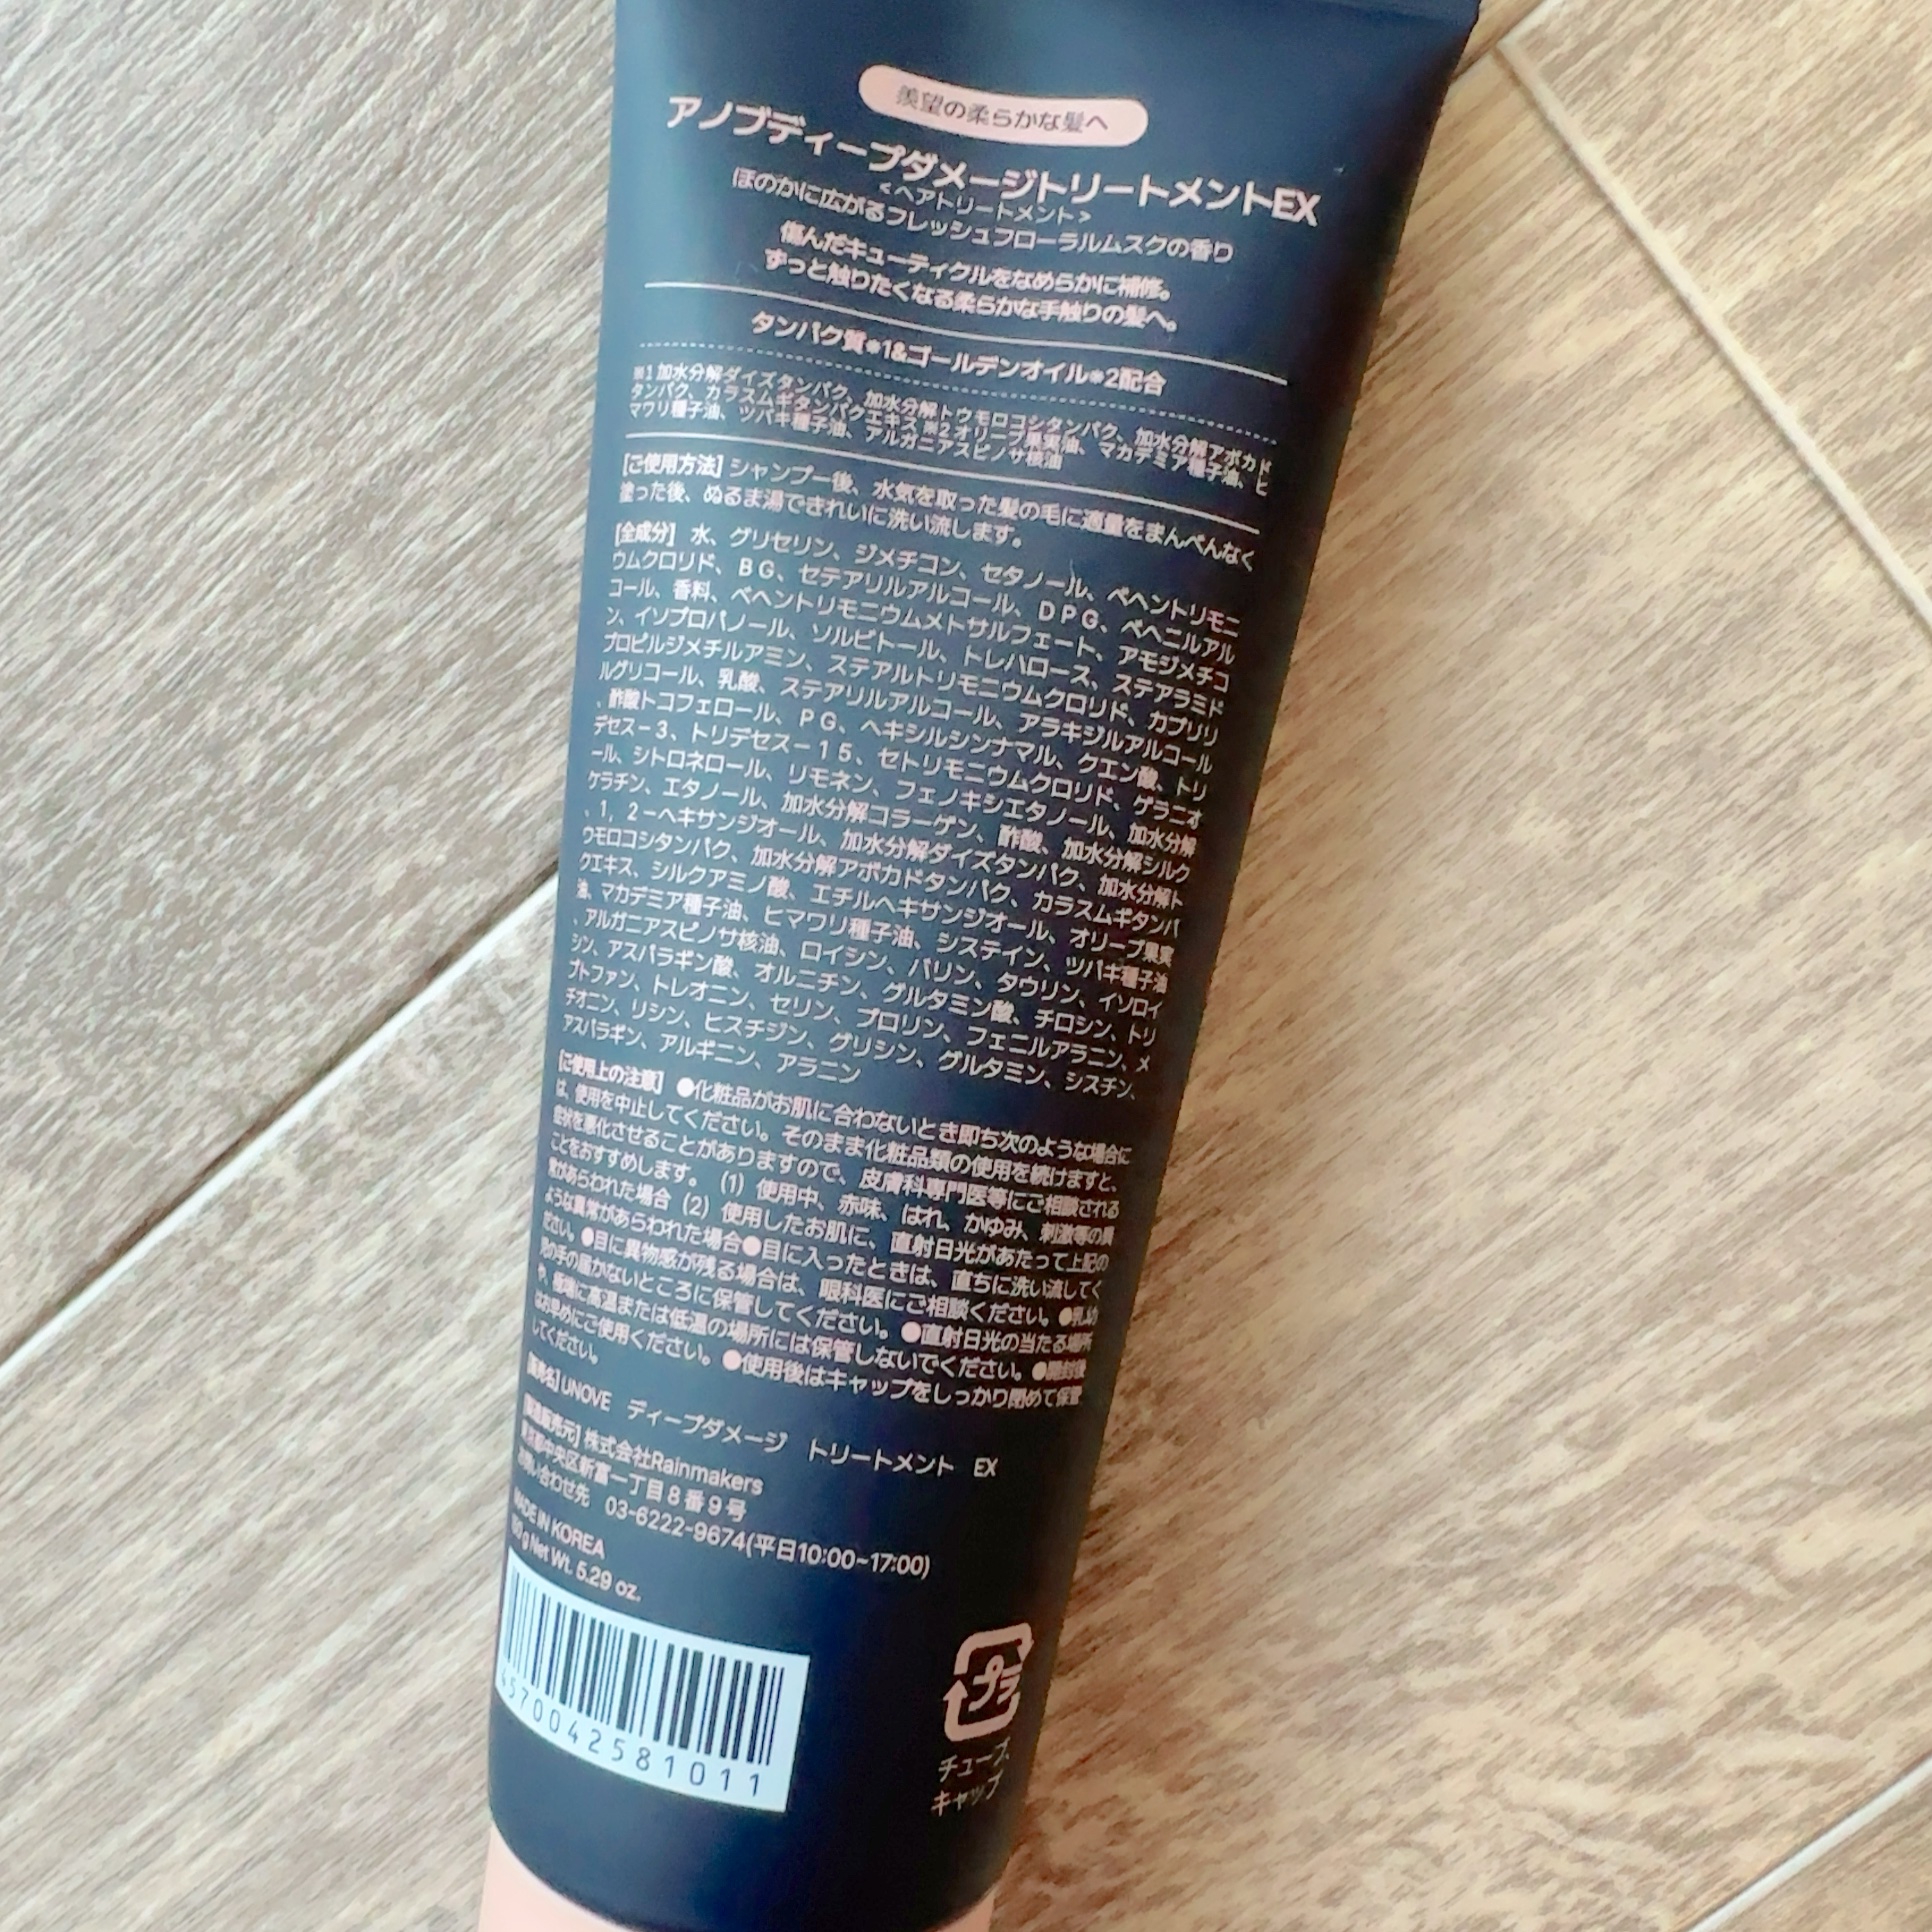 羨望の柔らかな髪へ
アノブディープダメージトリートメントEX
<ヘアトリートメント>
ほのかに広がるフレッシュフローラルムスクの香り
傷んだキューティクルをなめらかに補修。
ずっと触りたくなる柔らかな手触りの髪へ。
タンパク質※1&ゴールデンオイル※2配合
※1 加水分解ダイズタンパク、加水分解トウモロコシタンパク、加水分解アボカド
タンパク、カラスムギタンパクエキス ※2 オリーブ果実油、マカデミア種子油、ヒ
マワリ種子油、ツバキ種子油、アルガニアスピノサ核油
[ご使用方法] シャンプー後、水気を取った髪の毛に適量をまんべんなく
塗った後、ぬるま湯できれいに洗い流します。
[全成分] 水、グリセリン、ジメチコン、セタノール、ベヘントリモニ
ウムクロリド、BG、セテアリルアルコール、DPG、ベヘニルアル
コール、香料、ベヘントリモニウムメトサルフェート、アモジメチコ
ン、イソプロパノール、ソルビトール、トレハロース、ステアラミド
プロピルジメチルアミン、ステアルトリモニウムクロリド、カプリリ
ルグリコール、乳酸、ステアリルアルコール、アラキジルアルコール
、酢酸トコフェロール、PG、ヘキシルシンナマル、クエン酸、トリ
デセス－3、トリデセス－15、セトリモニウムクロリド、ゲラニオ
ール、シトロネロール、リモネン、フェノキシエタノール、加水分解
ケラチン、エタノール、加水分解コラーゲン、酢酸、加水分解シルク
、1,2－ヘキサンジオール、加水分解ダイズタンパク、加水分解ト
ウモロコシタンパク、加水分解アボカドタンパク、カラスムギタンパ
クエキス、シルクアミノ酸、エチルヘキサンジオール、オリーブ果実
油、マカデミア種子油、ヒマワリ種子油、システイン、ツバキ種子油
、アルガニアスピノサ核油、ロイシン、バリン、タウリン、イソロイ
シン、アスパラギン酸、オルニチン、グルタミン酸、チロシン、トリ
プトファン、トレオニン、セリン、プロリン、フェニルアラニン、メ
チオニン、リシン、ヒスチジン、グリシン、グルタミン、シスチン、
アスパラギン、アルギニン、アラニン
[ご使用上の注意] ●化粧品がお肌に合わないとき即ち次のような場合に
は、使用を中止してください。そのまま化粧品類の使用を続けますと、
症状を悪化させることがありますので、皮膚科専門医等にご相談される
ことをおすすめします。(1) 使用中、赤味、はれ、かゆみ、刺激等の異
常があらわれた場合 (2) 使用したお肌に、直射日光があたって上記の
ような異常があらわれた場合●目に入ったときは、直ちに洗い流してく
ださい。●目に異物感が残る場合は、眼科医にご相談ください。●乳幼
児の手の届かないところに保管してください。●直射日光の当たる場所
や、極端に高温または低温の場所には保管しないでください。●開封後
はお早めにご使用ください。●使用後はキャップをしっかり閉めて保管
してください。
[販売名] UNOVE ディープダメージ トリートメント EX
[製造販売元] 株式会社Rainmakers
東京都中央区新富一丁目8番9号
お問い合わせ先 03-6222-9674(平日10:00~17:00)
MADE IN KOREA
g Net Wt. 5.29 oz.
4570042581011
プラ
チューブ
キャップ